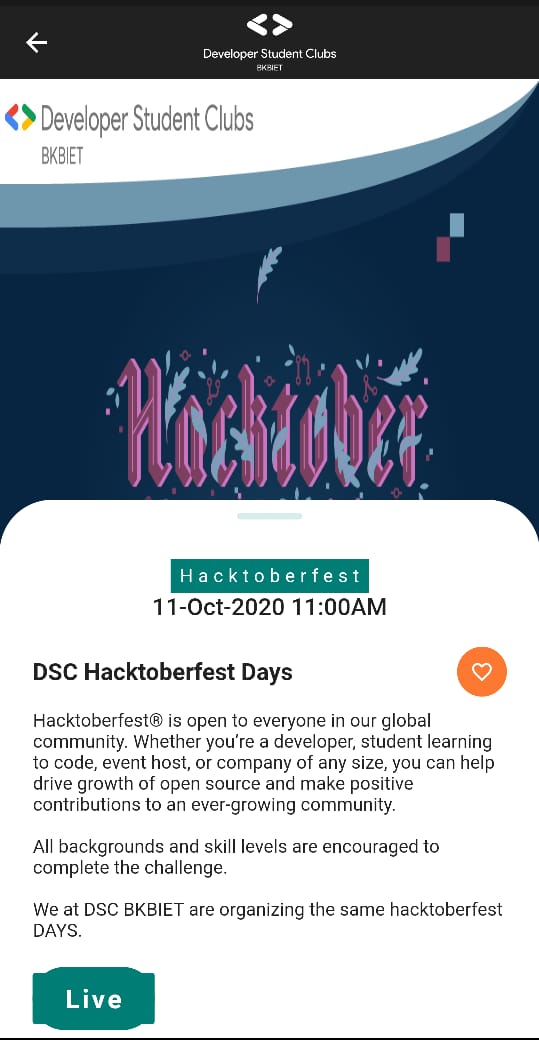 Developer Student Clubs
BKBIET
Developer Student Clubs
BKBIET
Hacktober
Hacktoberfest
11-Oct-2020 11:00AM
DSC Hacktoberfest Days
Hacktoberfest® is open to everyone in our global
community. Whether you’re a developer, student learning
to code, event host, or company of any size, you can help
drive growth of open source and make positive
contributions to an ever-growing community.
All backgrounds and skill levels are encouraged to
complete the challenge.
We at DSC BKBIET are organizing the same hacktoberfest
DAYS.
Live